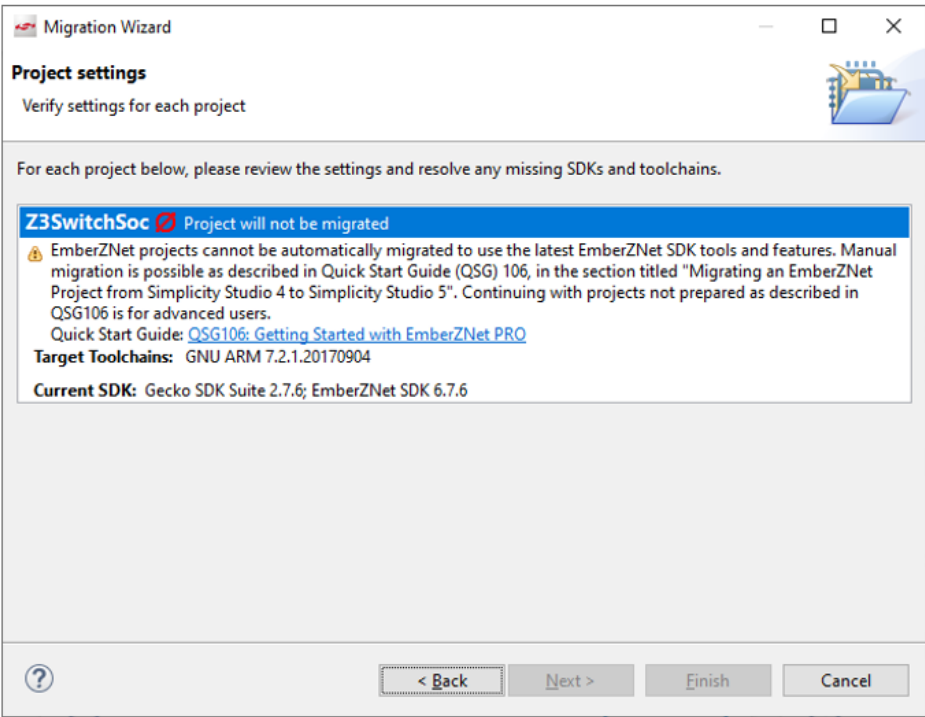 Migration Wizard
Project settings
Verify settings for each project
For each project below, please review the settings and resolve any missing SDKs and toolchains.
Z3SwitchSoc Project will not be migrated
EmberZNet projects cannot be automatically migrated to use the latest EmberZNet SDK tools and features. Manual
migration is possible as described in Quick Start Guide (QSG) 106, in the section titled "Migrating an EmberZNet
Project from Simplicity Studio 4 to Simplicity Studio 5". Continuing with projects not prepared as described in
QSG106 is for advanced users.
Quick Start Guide: QSG106: Getting Started with EmberZNet PRO
Target Toolchains: GNU ARM 7.2.1.20170904
Current SDK: Gecko SDK Suite 2.7.6; EmberZNet SDK 6.7.6
? < Back Next > Finish Cancel